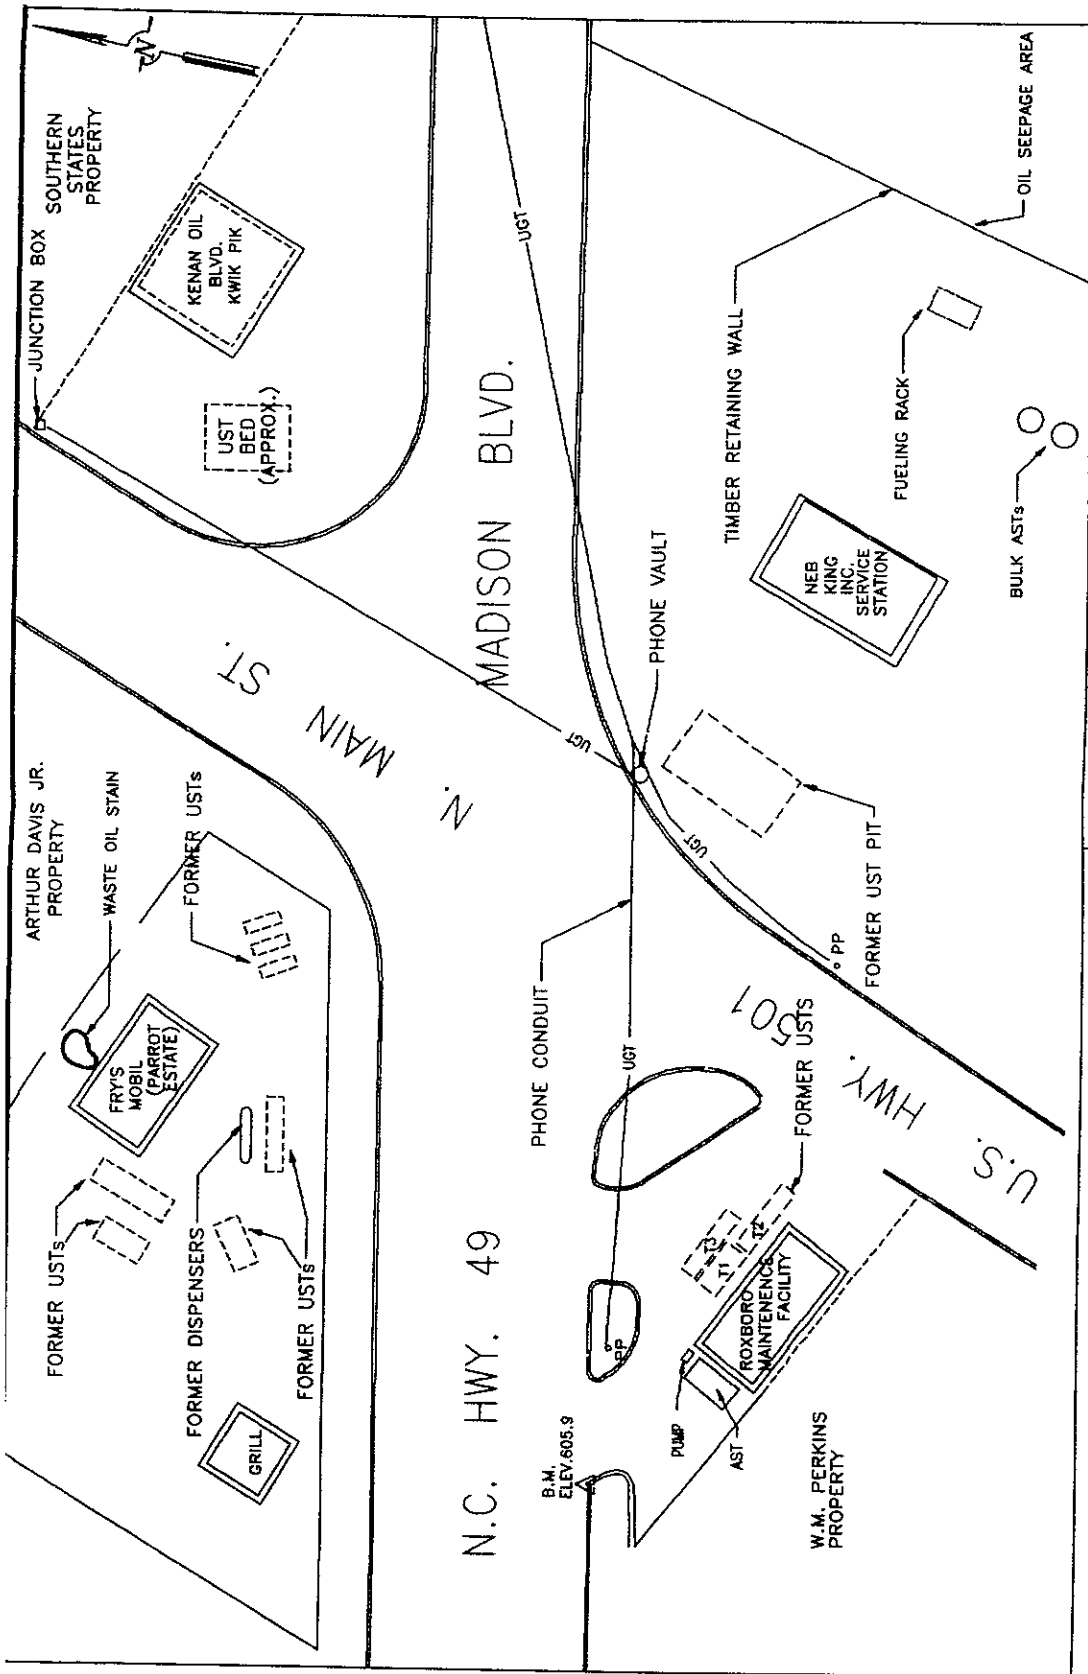 ARTHUR DAVIS JR.
PROPERTY
WASTE OIL STAIN
FORMER USTs
FORMER USTs
FRY'S
MOBIL
(PARROT
ESTATE)
FORMER DISPENSERS
FORMER USTs
GRILL
JUNCTION BOX
SOUTHERN
STATES
PROPERTY
N
KENAN OIL
BLVD.
KWIK PIK
UST
BED
(APPROX.)
N. MAIN ST.
MADISON BLVD.
UGT
UGT
N.C. HWY. 49
PHONE CONDUIT
UGT
PHONE VAULT
UGT
PP
B.M.
ELEV.605.9
PP
PUMP
AST
T3
T1
T2
FORMER USTS
ROXBORO
MAINTENENCE
FACILITY
W.M. PERKINS
PROPERTY
U.S. HWY. 501
FORMER UST PIT
TIMBER RETAINING WALL
NEB
KING
INC.
SERVICE
STATION
FUELING RACK
BULK ASTs
OIL SEEPAGE AREA